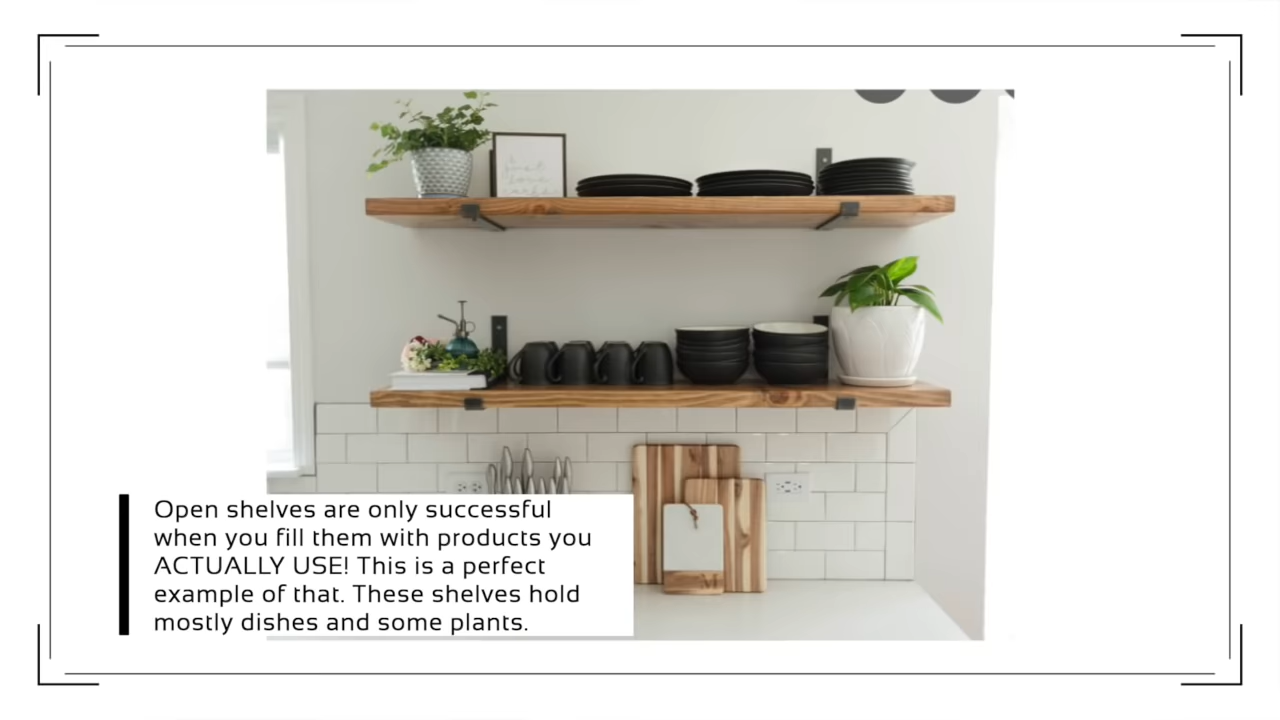 Open shelves are only successful
when you fill them with products you
ACTUALLY USE! This is a perfect
example of that. These shelves hold
mostly dishes and some plants.
M